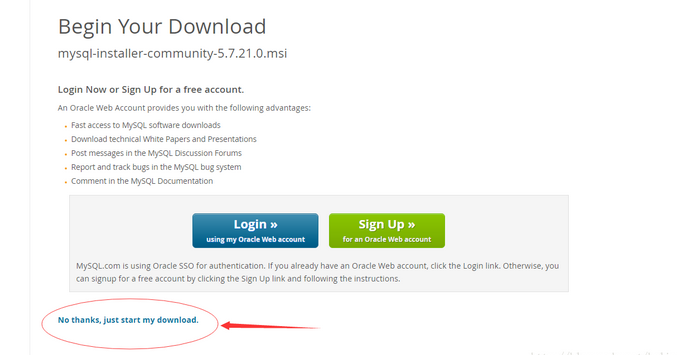 Begin Your Download
mysql-installer-community-5.7.21.0.msi
Login Now or Sign Up for a free account.
An Oracle Web Account provides you with the following advantages:
Fast access to MySQL software downloads
Download technical White Papers and Presentations
Post messages in the MySQL Discussion Forums
Report and track bugs in the MySQL bug system
Comment in the MySQL Documentation
Login »
using my Oracle Web account
Sign Up »
for an Oracle Web account
MySQL.com is using Oracle SSO for authentication. If you already have an Oracle Web account, click the Login link. Otherwise, you
can signup for a free account by clicking the Sign Up link and following the instructions.
No thanks, just start my download.